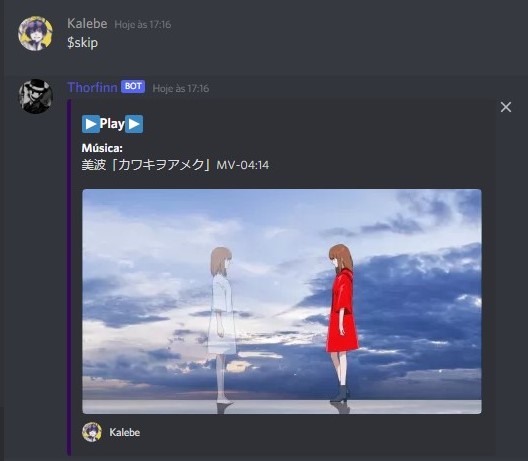 Kalebe Hoje às 17:16
$skip
Thorfinn BOT Hoje às 17:16
▶Play▶
Música:
美波「カワキヲアメク」MV-04:14
Kalebe